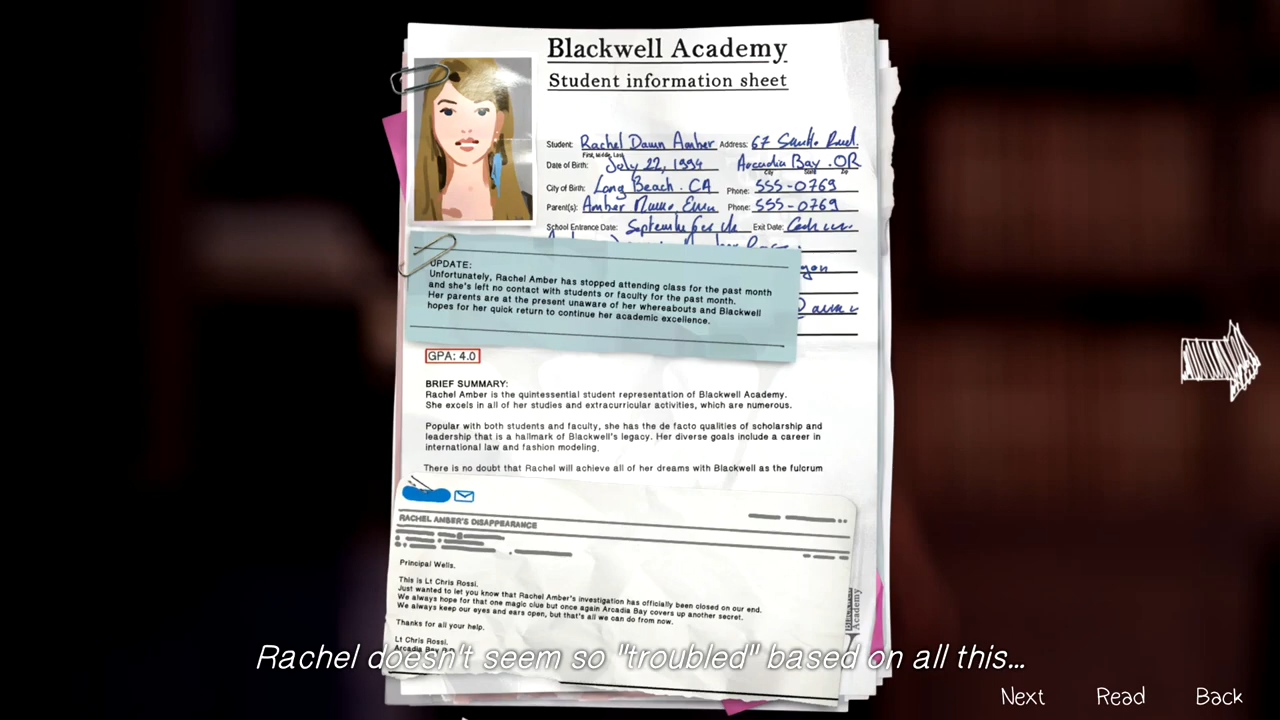 Blackwell Academy
Student information sheet
Student: Rachel Dawn Amber Address: 67
First, Middle, Last
Date of Birth: July 22, 1994 Arcadia Bay . OR
City State Zip
City of Birth: Long Beach . CA Phone: 555-0769
Parent(s): Amber Phone: 555-0769
School Entrance Date: Exit Date:
UPDATE:
Unfortunately, Rachel Amber has stopped attending class for the past month
and she's left no contact with students or faculty for the past month.
Her parents are at the present unaware of her whereabouts and Blackwell
hopes for her quick return to continue her academic excellence.
GPA: 4.0
BRIEF SUMMARY:
Rachel Amber is the quintessential student representation of Blackwell Academy.
She excels in all of her studies and extracurricular activities, which are numerous.
Popular with both students and faculty, she has the de facto qualities of scholarship and
leadership that is a hallmark of Blackwell's legacy. Her diverse goals include a career in
international law and fashion modeling.
There is no doubt that Rachel will achieve all of her dreams with Blackwell as the fulcrum
RACHEL AMBER'S DISAPPEARANCE
Principal Wells.
This is Lt Chris Rossi.
Just wanted to let you know that Rachel Amber's investigation has officially been closed on our end.
We always hope for that one magic clue but once again Arcadia Bay covers up another secret.
We always keep our eyes and ears open, but that's all we can do from now.
Thanks for all your help.
Lt Chris Rossi.
Arcadia Bay
Blackwell
Academy
Rachel doesn't seem so "troubled" based on all this...
Next Read Back